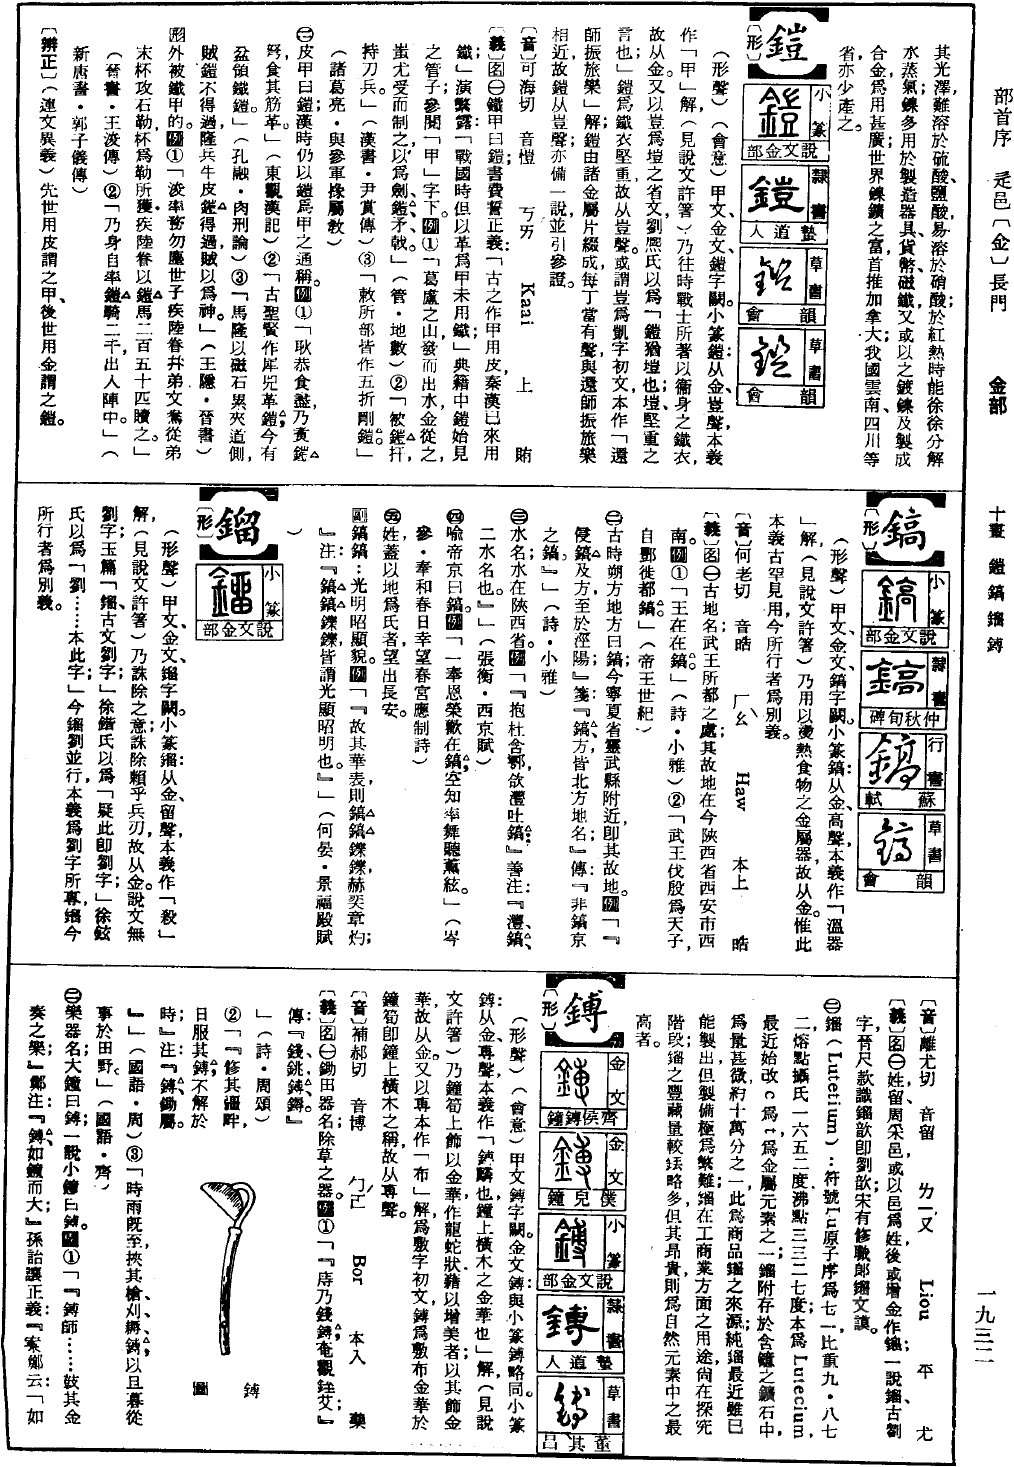 部首序 辵邑〔金〕長門 金部 十畫 鎧鎬鎦鎛 一九三二
其光澤難溶於硫酸鹽酸易溶於硝酸於紅熱時能徐徐分解
水蒸氣鎳多用於製造器具貨幣磁鐵又或以之鍍鎳及製成
合金爲用甚廣世界鎳鑛之富首推加拿大我國雲南四川等
省亦少產之。
鎧
〔形〕
小篆 說文金部
隸書 蟄道人
草書 韻會
草書 韻會
（形聲）（會意）甲文、金文、鎧字闕。小篆鎧：从金、豈聲，本義
作「甲」解，（見說文許箸）乃往時戰士所著以衞身之鐵衣，
故从金。又以豈爲塏之省文，劉熙氏以爲「鎧猶塏也；塏、堅重之
言也」，鎧爲鐵衣堅重，故从豈聲。或謂豈爲凱字初文，本作「還
師振旅樂」解，鎧由諸金屬片綴成，每丁當有聲，與還師振旅樂
相近，故鎧从豈聲；亦備一說，並引參證。
〔音〕可海切 音愷 ㄎㄞ Kaai 上 賄
〔義〕名㊀鐵甲曰鎧；書費誓正義「古之作甲用皮，秦漢已來用
鐵」；演繁露「戰國時但以革爲甲，未用鐵」；典籍中鎧始見
之管子；參閱「甲」字下。例①「葛盧之山，發而出水，金從之，
蚩尤受而制之，以爲劍、鎧、矛、戟。」（管・地數）②「被鎧扞，
持刀兵」（漢書・尹賞傳）③「敕所部皆作五折剛鎧。」
（諸葛亮・與參軍掾屬教）
㊁皮甲曰鎧，漢時仍以鎧爲甲之通稱。例①「耿恭食盡，乃煑鎧
弩，食其筋革」（東觀漢記）②「古聖賢作犀兕革鎧；今有
盆領鐵鎧。」（孔融・肉刑論）③「馬隆以磁石累夾道側，
賊鎧不得過，隆兵牛皮鎧得過，賊以爲神。」（王隱・晉書）
形外被鐵甲的。例①「浚率務勿塵世子疾陸眷幷弟文鴦從弟
末杯攻石勒，杯爲勒所獲，疾陸眷以鎧馬二百五十匹贖之。」
（晉書・王浚傳）②「乃身自率鎧騎二千出入陣中。」（
新唐書・郭子儀傳）
〔辨正〕（連文異義）先世用皮謂之甲，後世用金謂之鎧。
鎬
〔形〕
小篆 說文金部
隸書 仲秋旬碑
行書 蘇軾
草書 韻會
（形聲）甲文、金文、鎬字闕。小篆鎬：从金、高聲，本義作「溫器
」解，（見說文許箸）乃用以煑熱食物之金屬器，故从金。惟此
本義古罕見用，今所行者爲別義。
〔音〕何老切 音皓 ㄏㄠˋ Haw 本上 皓
〔義〕名㊀古地名；武王所都之處；其故地在今陝西省西安市西
南。例①「王在在鎬。」（詩・小雅）②「武王伐殷爲天子，
自酆徙都鎬。」（帝王世紀）
㊁古時朔方地方曰鎬；今寧夏省靈武縣附近卽其故地。例「『
侵鎬及方，至於涇陽』箋『鎬、方皆北方地名』傳『非鎬京
之鎬。』」（詩・小雅）
㊂水名；水在陝西省。例「『抱杜含鄠，欱灃吐鎬；』善注『灃、鎬、
二水名也。』」（張衡・西京賦）
㊃喻帝京曰鎬。例「一奉恩榮歡在鎬，空知率舞聽薰絃。」（岑
參・奉和春日幸望春宮應制詩）
㊄姓；蓋以地爲氏者；望出長安。
副鎬鎬：光明昭顯貌。例「『故其華表則鎬鎬鑠鑠，赫奕章灼；
』注『鎬鎬鑠鑠，皆謂光顯昭明也。』」（何晏・景福殿賦
）
鎦
〔形〕
小篆 說文金部
（形聲）甲文、金文、鎦字闕。小篆鎦：从金、留聲，本義作「殺」
解，（見說文許箸）乃誅除之意，誅除賴乎兵刃，故从金。說文無
劉字；玉篇「鎦，古文劉字」；徐鍇氏以爲「疑此卽劉字」；徐鉉
氏以爲「劉……本此字」。今鎦劉並行，本義爲劉字所專，鎦今
所行者爲別義。
〔音〕離尤切 音留 ㄌㄧㄡ Liou 平 尤
〔義〕名㊀姓；留，周采邑，或以邑爲姓，後或增金作鎦；一說鎦古劉
字，晉尺款識鎦歆卽劉歆；宋有修職郎鎦文讓。
㊁鎦（Lutetium）：符號Lu原子序爲七一，比重九・八七
二，熔點攝氏一六五二度，沸點三三二七度，本爲Lutecium，
最近始改ｃ爲ｔ，爲金屬元素之一，鎦附存於含鐿之鑛石中，
爲量甚微，約十萬分之一，此爲商品鎦之來源，純鎦最近雖已
能製出，但製備極爲繁難，鎦在工商業方面之用途尙在探究
階段，鎦之豐藏量較銩略多，但其昻貴則爲自然元素中之最
高者。
鎛
〔形〕
金文 齊侯鎛鐘
金文 僕兒鐘
小篆 說文金部
隸書 蟄道人
草書 董其昌
（形聲）（會意）甲文鎛字闕。金文鎛與小篆鎛略同。小篆
鎛：从金、尃聲，本義作「鎛鱗也，鐘上橫木之金華也」解，（見說
文許箸）乃鐘筍上飾以金華作龍蛇狀，藉以增美者，以其飾金
華，故从金。又以尃本作「布」解，爲敷字初文，鎛爲敷布金華於
鐘筍卽鐘上橫木之稱，故从尃聲。
〔音〕補郝切 音博 ㄅㄛˊ Bor 本入 藥
〔義〕名㊀鋤田器名；除草之器。例①「『庤乃錢鎛，奄觀銍艾。』
傳『錢，銚；鎛，鎒。』
」（詩・周頌）
②「『修其疆畔，
日服其鎛，不解於
時；』注『鎛，鋤屬。
』」（國語・周）③「時雨既至，挾其槍刈耨鎛，以旦暮從
事於田野。」（國語・齊）
鎛圖
㊁樂器名；大鐘曰鎛；一說小鐘曰鎛。例①「『鎛師……鼓其金
奏之樂』鄭注『鎛如鐘而大』孫詒讓正義『案鄭云「如